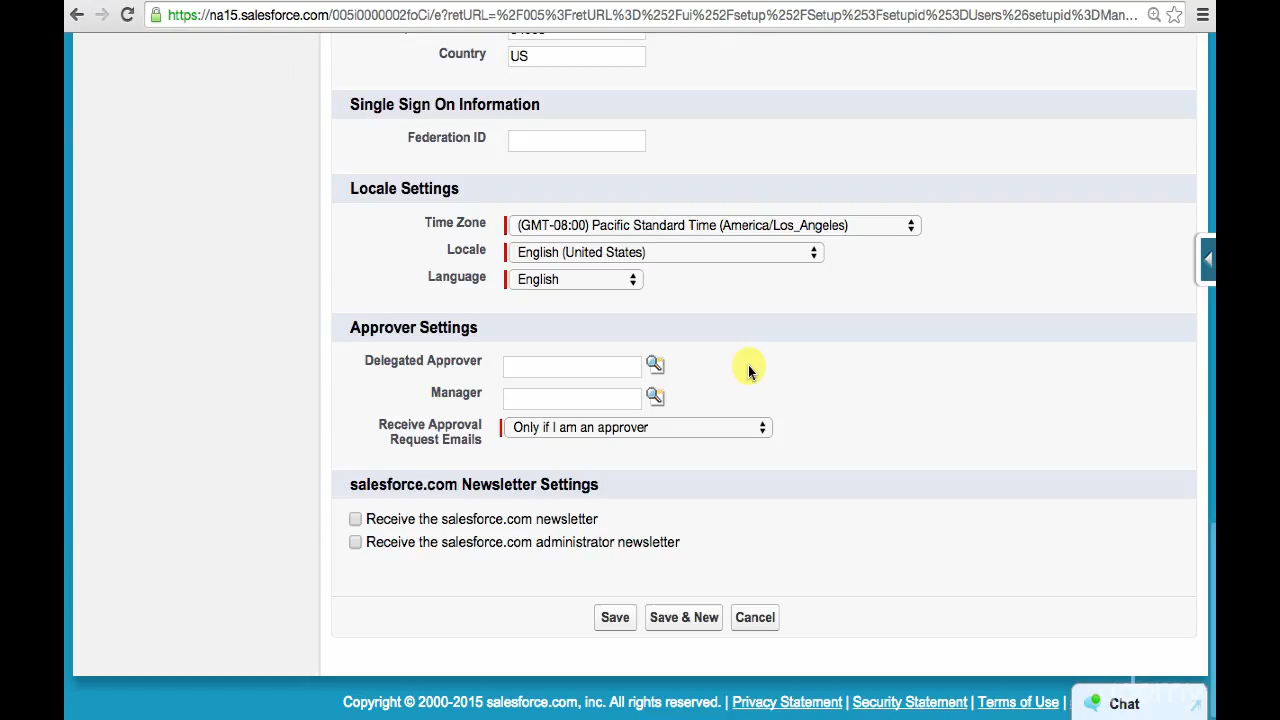 https://na15.salesforce.com/005i0000002foCi/e?retURL=%2F005%3FretURL%3D%252Fui%252Fsetup%252FSetup%253Fsetupid%253DUsers%26setupid%3DMan...
Country US
Single Sign On Information
Federation ID
Locale Settings
Time Zone (GMT-08:00) Pacific Standard Time (America/Los_Angeles)
Locale English (United States)
Language English
Approver Settings
Delegated Approver
Manager
Receive Approval
Request Emails
Only if I am an approver
salesforce.com Newsletter Settings
Receive the salesforce.com newsletter
Receive the salesforce.com administrator newsletter
Save Save & New Cancel
Copyright © 2000-2015 salesforce.com, inc. All rights reserved. | Privacy Statement | Security Statement | Terms of Use |
Chat